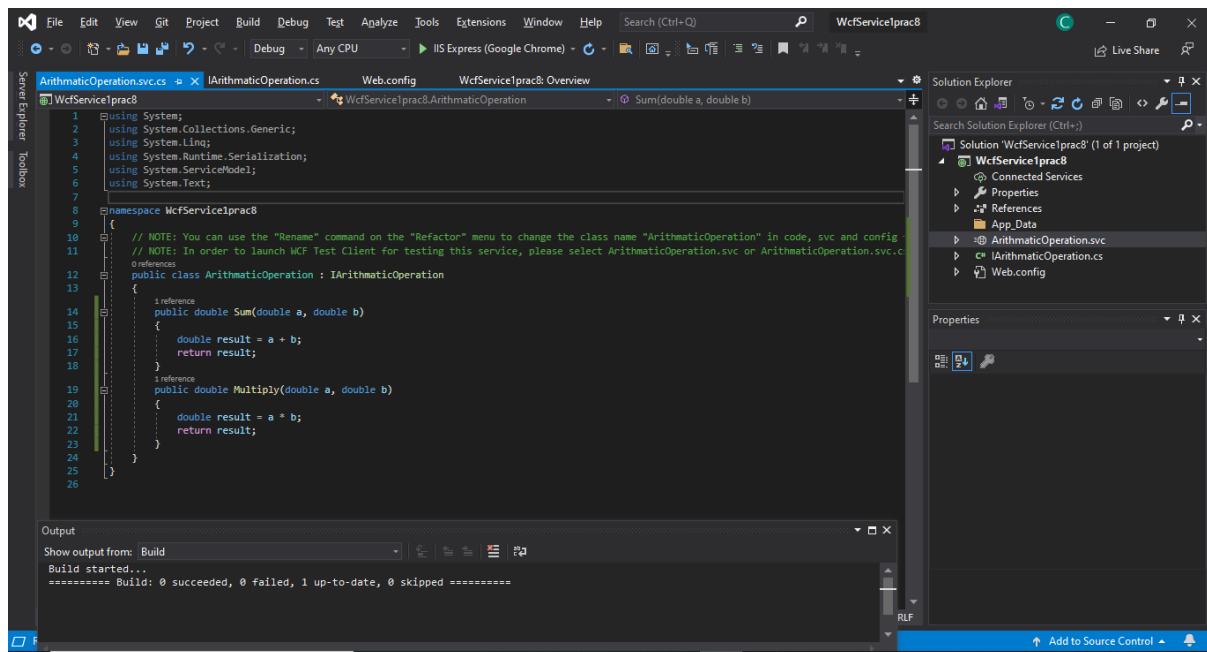 File Edit View Git Project Build Debug Test Analyze Tools Extensions Window Help Search (Ctrl+Q) WcfService1prac8 C
Debug Any CPU IIS Express (Google Chrome) Live Share
Server Explorer
Toolbox
ArithmaticOperation.svc.cs IArithmaticOperation.cs Web.config WcfService1prac8: Overview
WcfService1prac8 WcfService1prac8.ArithmaticOperation Sum(double a, double b)
1 using System;
2 using System.Collections.Generic;
3 using System.Linq;
4 using System.Runtime.Serialization;
5 using System.ServiceModel;
6 using System.Text;
7
8 namespace WcfService1prac8
9 {
10 // NOTE: You can use the "Rename" command on the "Refactor" menu to change the class name "ArithmaticOperation" in code, svc and config
11 // NOTE: In order to launch WCF Test Client for testing this service, please select ArithmaticOperation.svc or ArithmaticOperation.svc.c
0 references
12 public class ArithmaticOperation : IArithmaticOperation
13 {
1 reference
14 public double Sum(double a, double b)
15 {
16 double result = a + b;
17 return result;
18 }
1 reference
19 public double Multiply(double a, double b)
20 {
21 double result = a * b;
22 return result;
23 }
24 }
25 }
26
Output
Show output from: Build
Build started...
========== Build: 0 succeeded, 0 failed, 1 up-to-date, 0 skipped ==========
RLF
Solution Explorer
Search Solution Explorer (Ctrl+;)
Solution 'WcfService1prac8' (1 of 1 project)
WcfService1prac8
Connected Services
Properties
References
App_Data
ArithmaticOperation.svc
IArithmaticOperation.cs
Web.config
Properties
Add to Source Control